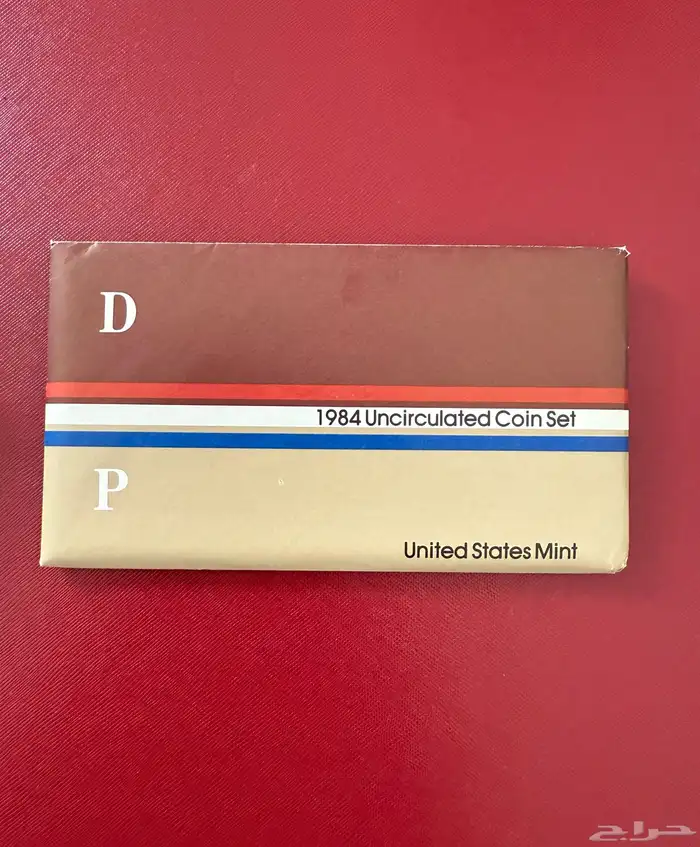 D
1984 Uncirculated Coin Set
P
United States Mint
حراج